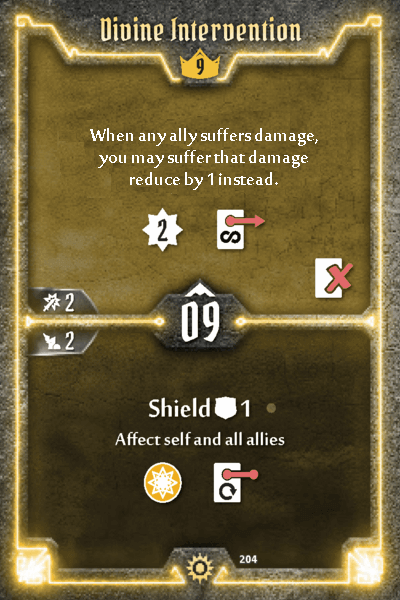 Divine Intervention
9
When any ally suffers damage,
you may suffer that damage
reduce by 1 instead.
2
2
09
2
Shield 1
Affect self and all allies
204